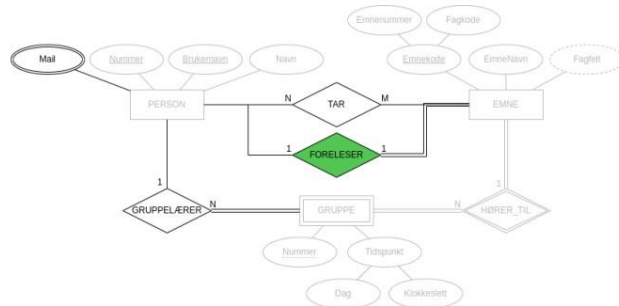 Emnenummer
Fagkode
Mail
Nummer
Brukernavn
Navn
Emnekode
EmneNavn
Fagfelt
PERSON
N
TAR
M
EMNE
1
FORELESER
1
1
1
GRUPPELÆRER
N
GRUPPE
N
HØRER_TIL
Nummer
Tidspunkt
Dag
Klokkeslett